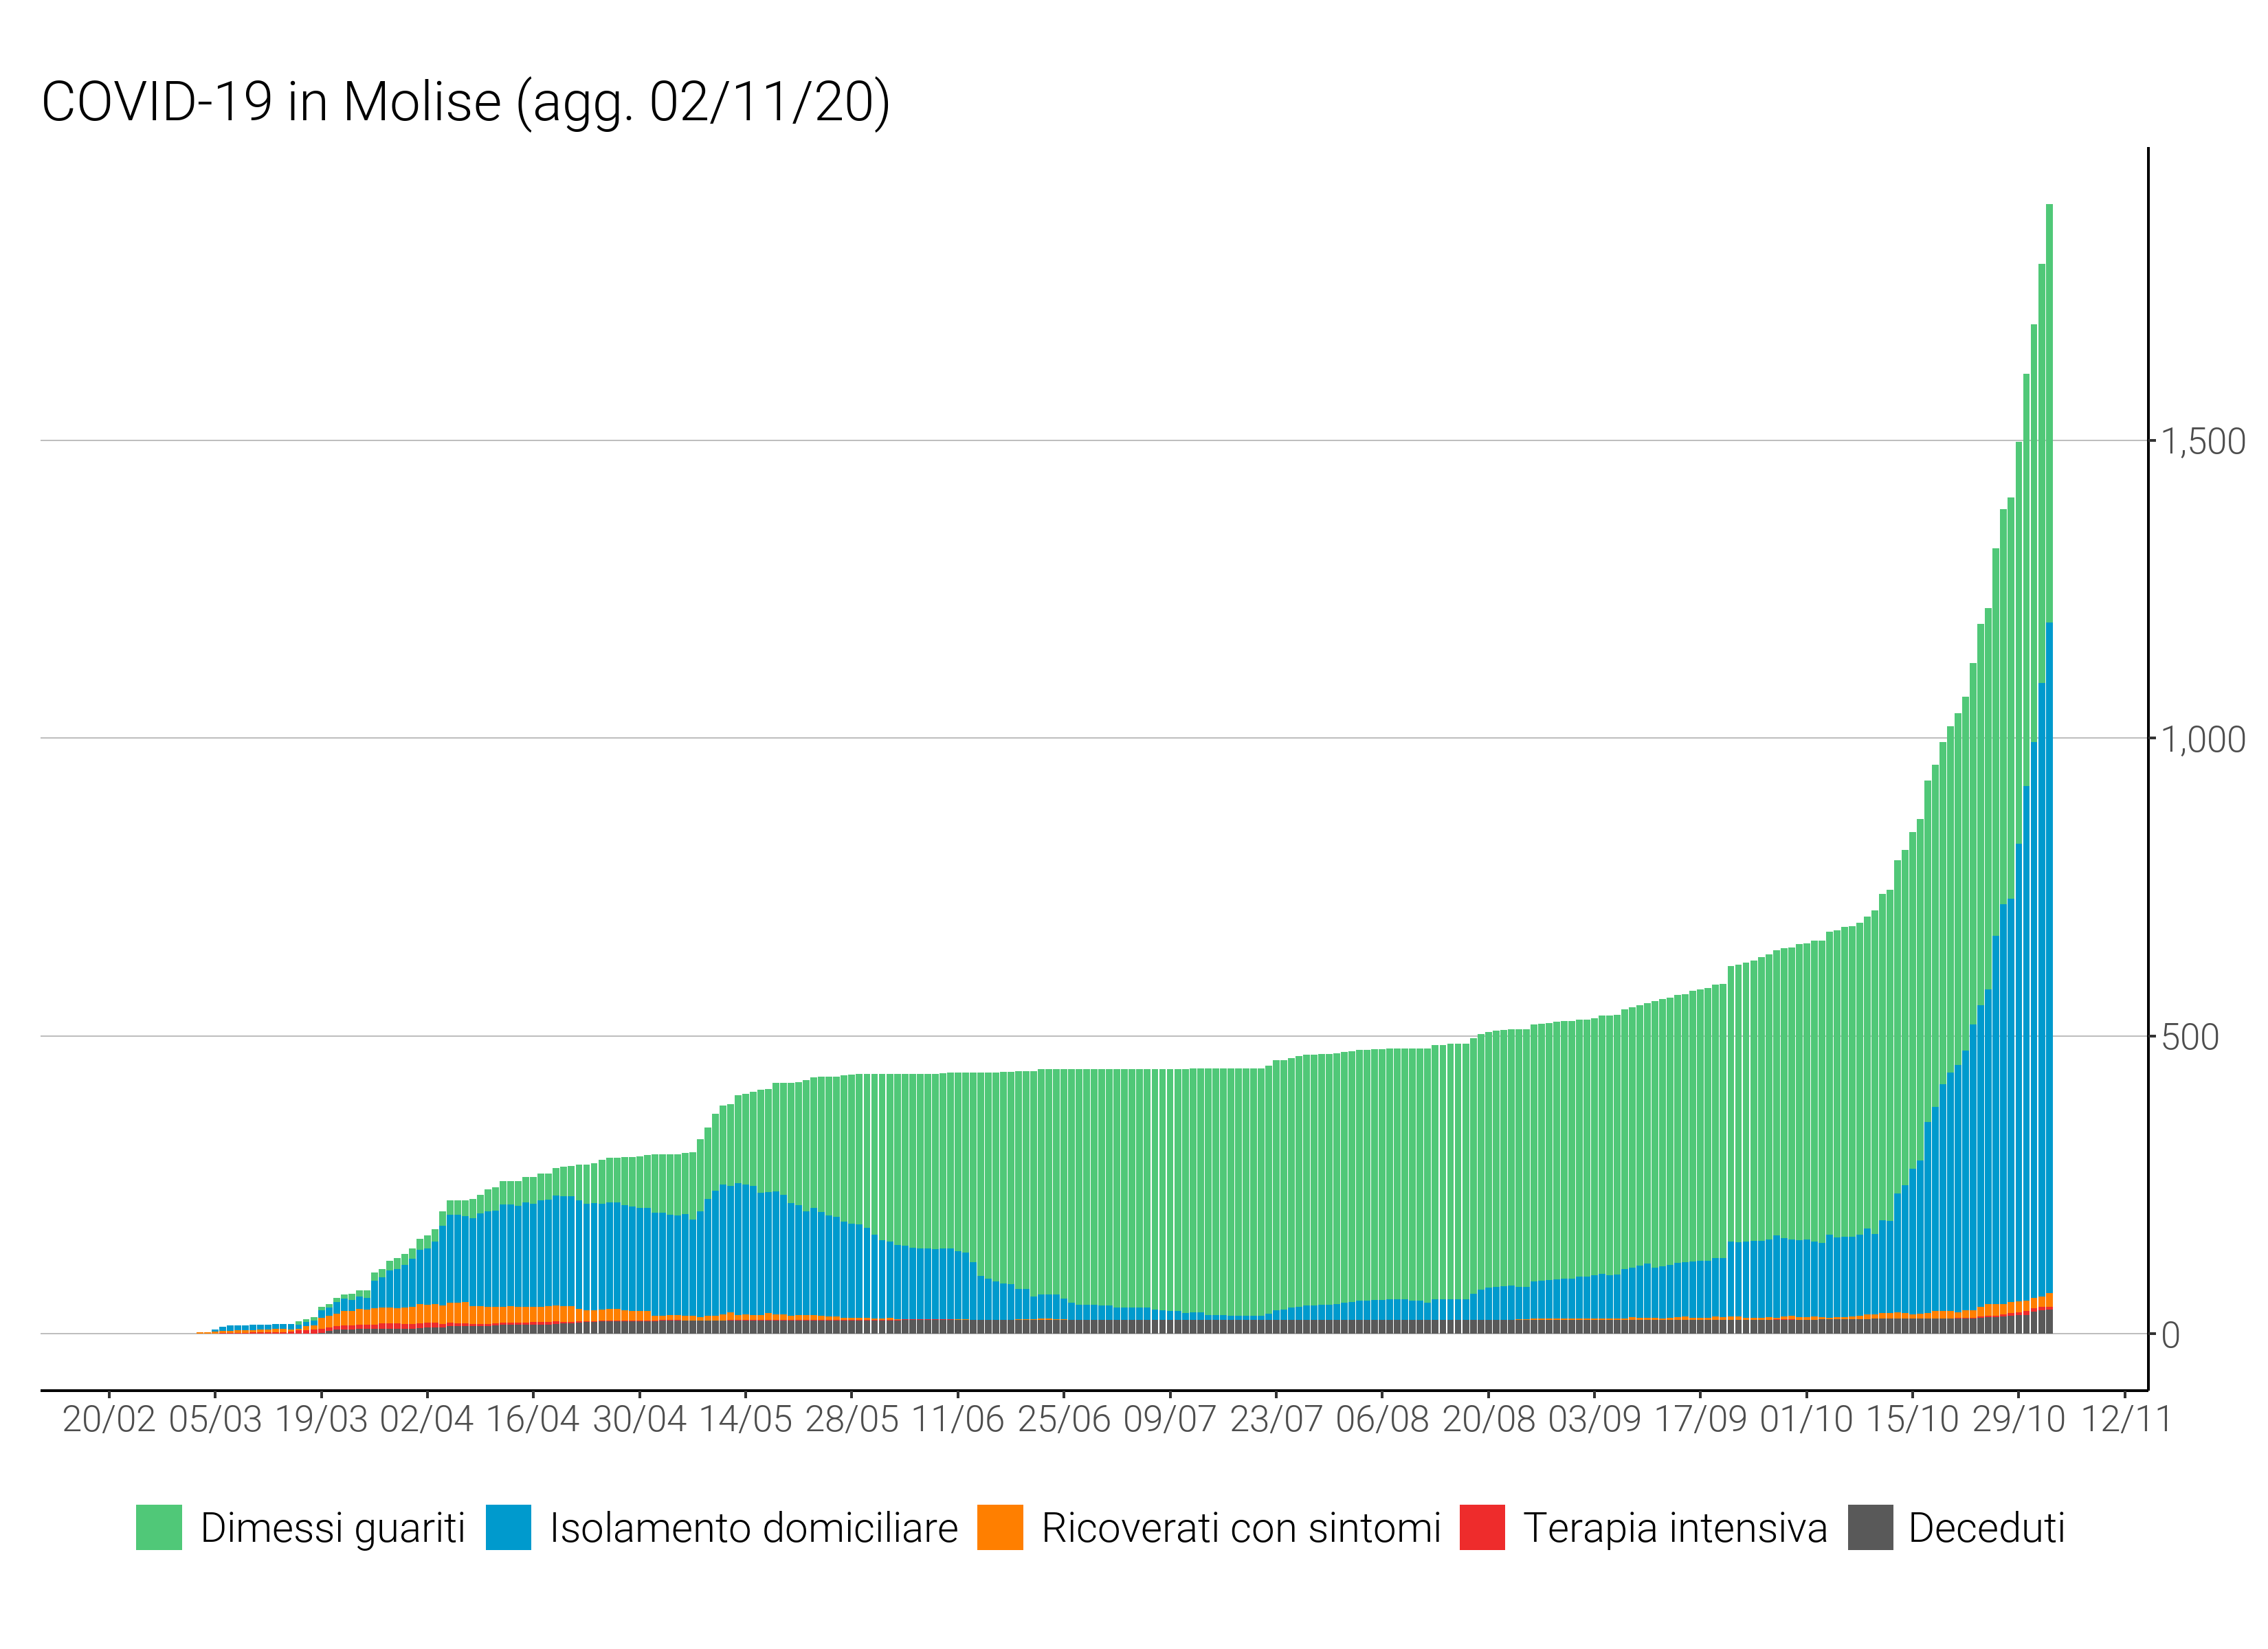 COVID-19 in Molise (agg. 02/11/20)
1,500
1,000
500
0
20/02 05/03 19/03 02/04 16/04 30/04 14/05 28/05 11/06 25/06 09/07 23/07 06/08 20/08 03/09 17/09 01/10 15/10 29/10 12/11
Dimessi guariti Isolamento domiciliare Ricoverati con sintomi Terapia intensiva Deceduti